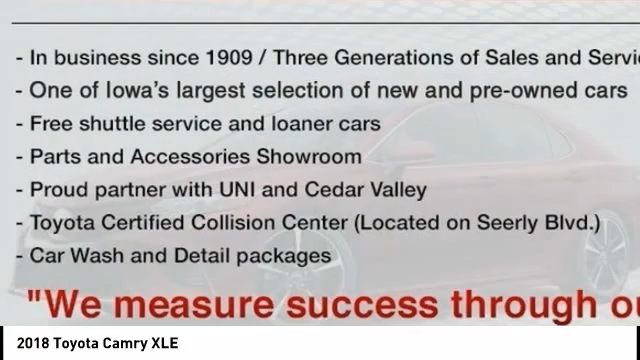 - In business since 1909 / Three Generations of Sales and
- One of Iowa's largest selection of new and pre-owned cars
- Free shuttle service and loaner cars
- Parts and Accessories Showroom
- Proud partner with UNI and Cedar Valley
- Toyota Certified Collision Center (Located on Seerly Blvd.)
- Car Wash and Detail packages
"We measure success through
2018 Toyota Camry XLE